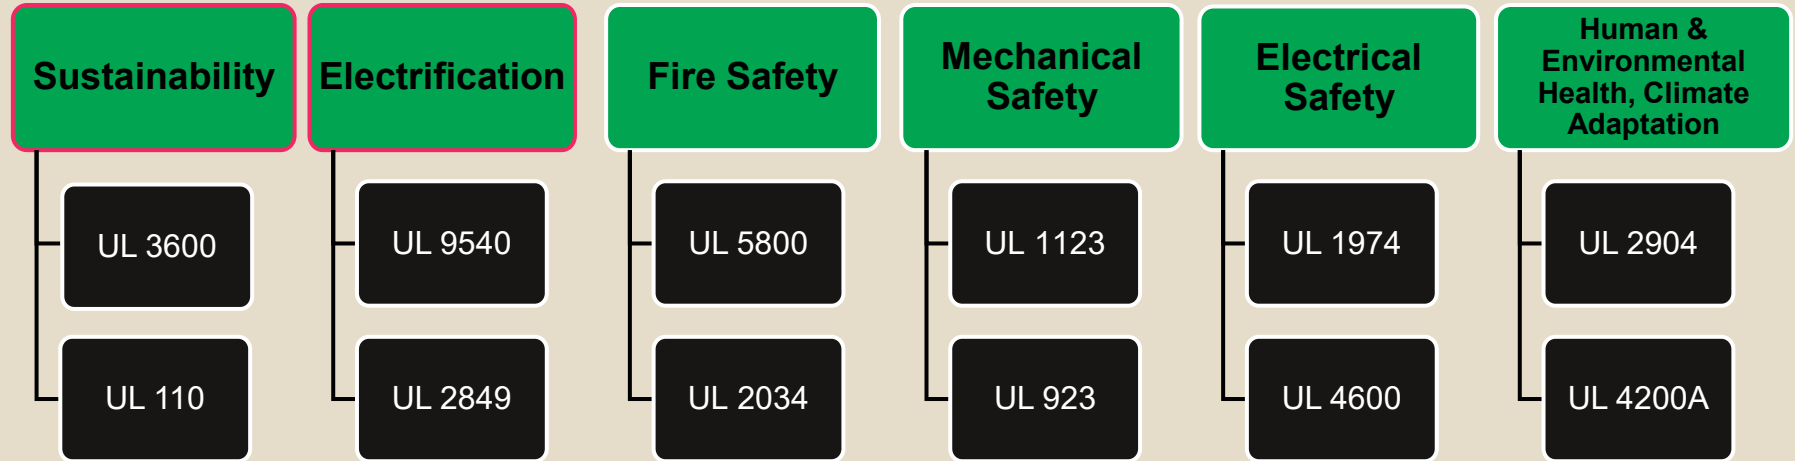 Sustainability
UL 3600
UL 110
Electrification
UL 9540
UL 2849
Fire Safety
UL 5800
UL 2034
Mechanical
Safety
UL 1123
UL 923
Electrical
Safety
UL 1974
UL 4600
Human &
Environmental
Health, Climate
Adaptation
UL 2904
UL 4200A